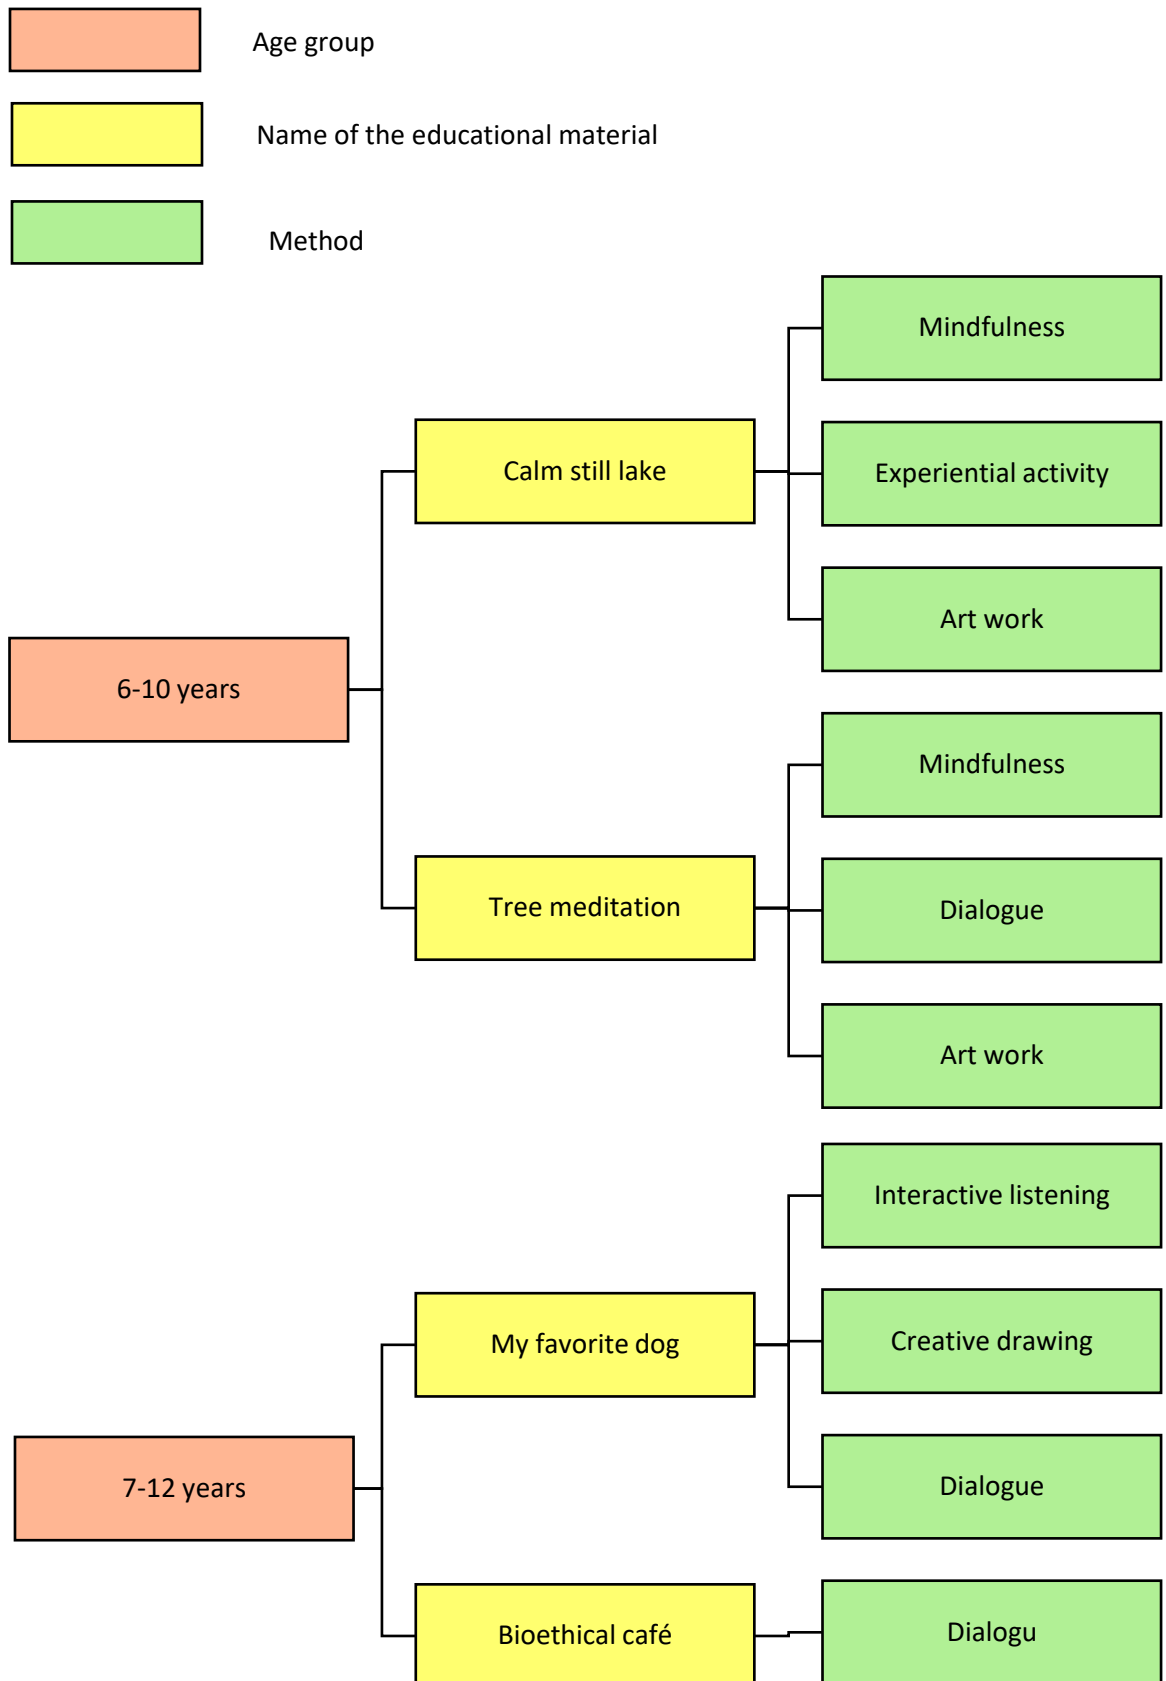 Age group
Name of the educational material
Method
6-10 years
Calm still lake
Mindfulness
Experiential activity
Art work
Tree meditation
Mindfulness
Dialogue
Art work
7-12 years
My favorite dog
Interactive listening
Creative drawing
Dialogue
Bioethical café
Dialogu